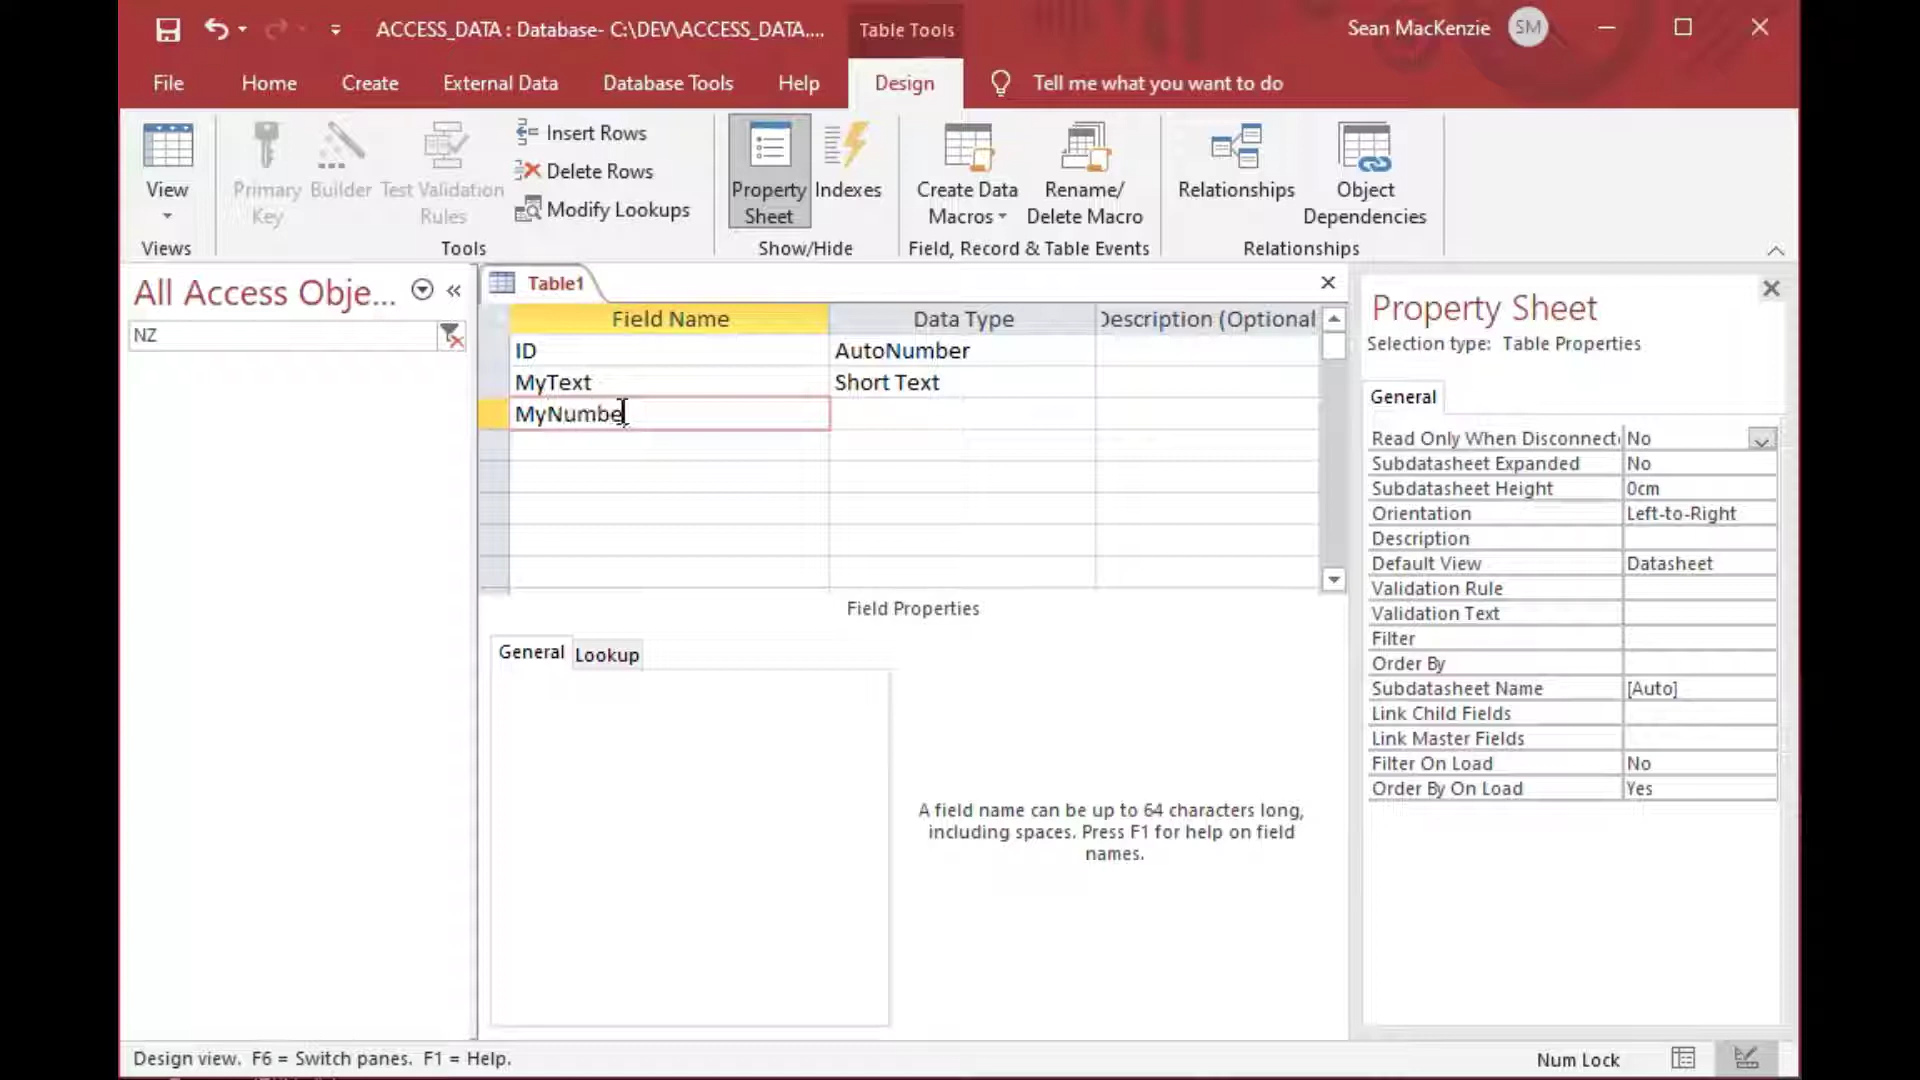 ACCESS_DATA : Database- C:\DEV\ACCESS_DATA....
Table Tools
Sean MacKenzie
SM
File
Home
Create
External Data
Database Tools
Help
Design
Tell me what you want to do
View
Primary
Key
Builder
Test Validation
Rules
Insert Rows
Delete Rows
Modify Lookups
Property
Sheet
Indexes
Create Data
Macros
Rename/
Delete Macro
Relationships
Object
Dependencies
Views
Tools
Show/Hide
Field, Record & Table Events
Relationships
All Access Obje...
NZ
Table1
Field Name Data Type Description (Optional
ID AutoNumber
MyText Short Text
MyNumbe
Field Properties
General Lookup
A field name can be up to 64 characters long,
including spaces. Press F1 for help on field
names.
Property Sheet
Selection type: Table Properties
General
Read Only When Disconnect No
Subdatasheet Expanded No
Subdatasheet Height 0cm
Orientation Left-to-Right
Description
Default View Datasheet
Validation Rule
Validation Text
Filter
Order By
Subdatasheet Name [Auto]
Link Child Fields
Link Master Fields
Filter On Load No
Order By On Load Yes
Design view. F6 = Switch panes. F1 = Help.
Num Lock